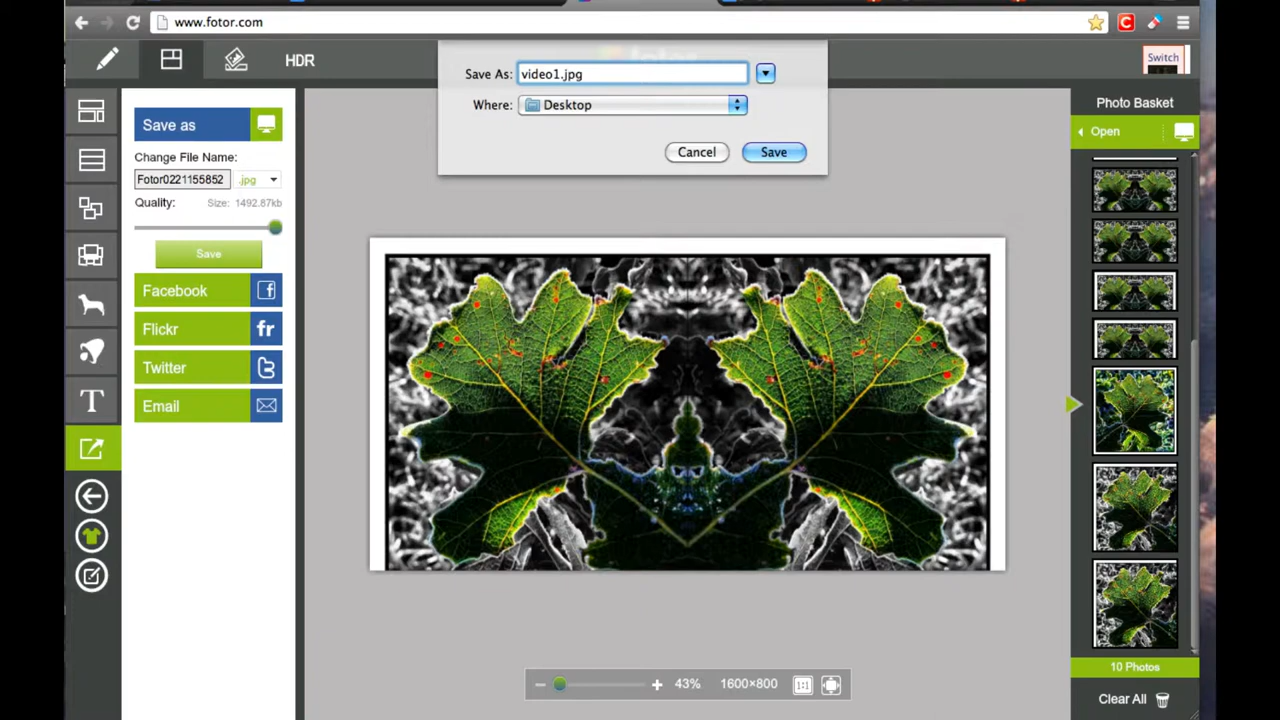 www.fotor.com
HDR
Save As: video1.jpg
Where: Desktop
Cancel Save
Switch
Save as
Change File Name:
Fotor0221155852 .jpg
Quality: Size: 1492.87kb
Save
Facebook
Flickr
Twitter
Email
Photo Basket
Open
43% 1600×800 1:1
10 Photos
Clear All